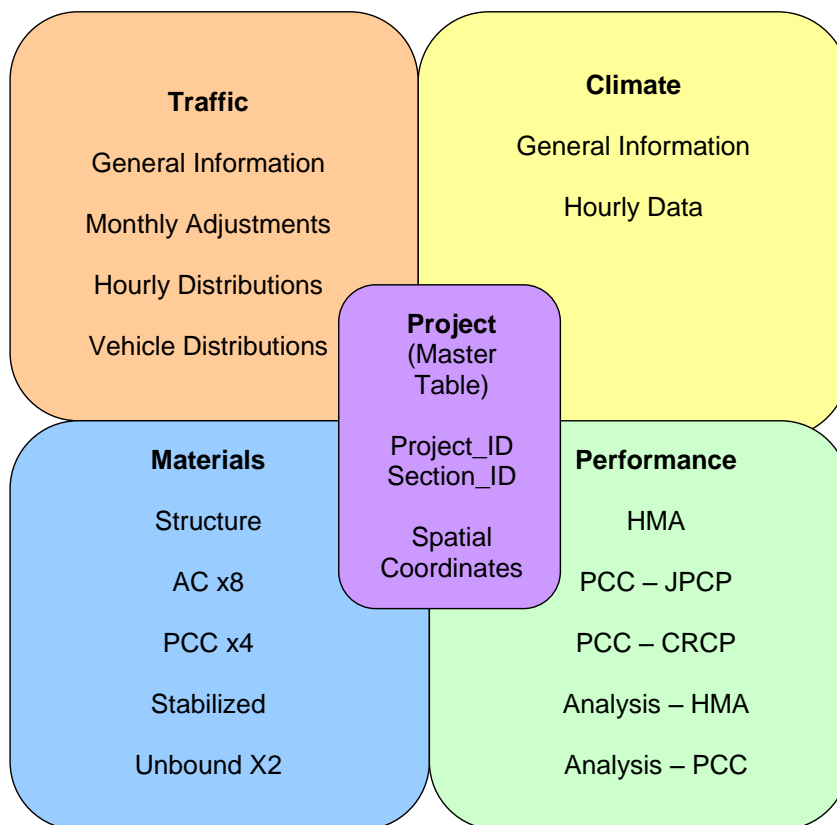 Traffic
General Information
Monthly Adjustments
Hourly Distributions
Vehicle Distributions
Climate
General Information
Hourly Data
Project
(Master
Table)
Project_ID
Section_ID
Spatial
Coordinates
Materials
Structure
AC x8
PCC x4
Stabilized
Unbound X2
Performance
HMA
PCC – JPCP
PCC – CRCP
Analysis – HMA
Analysis – PCC